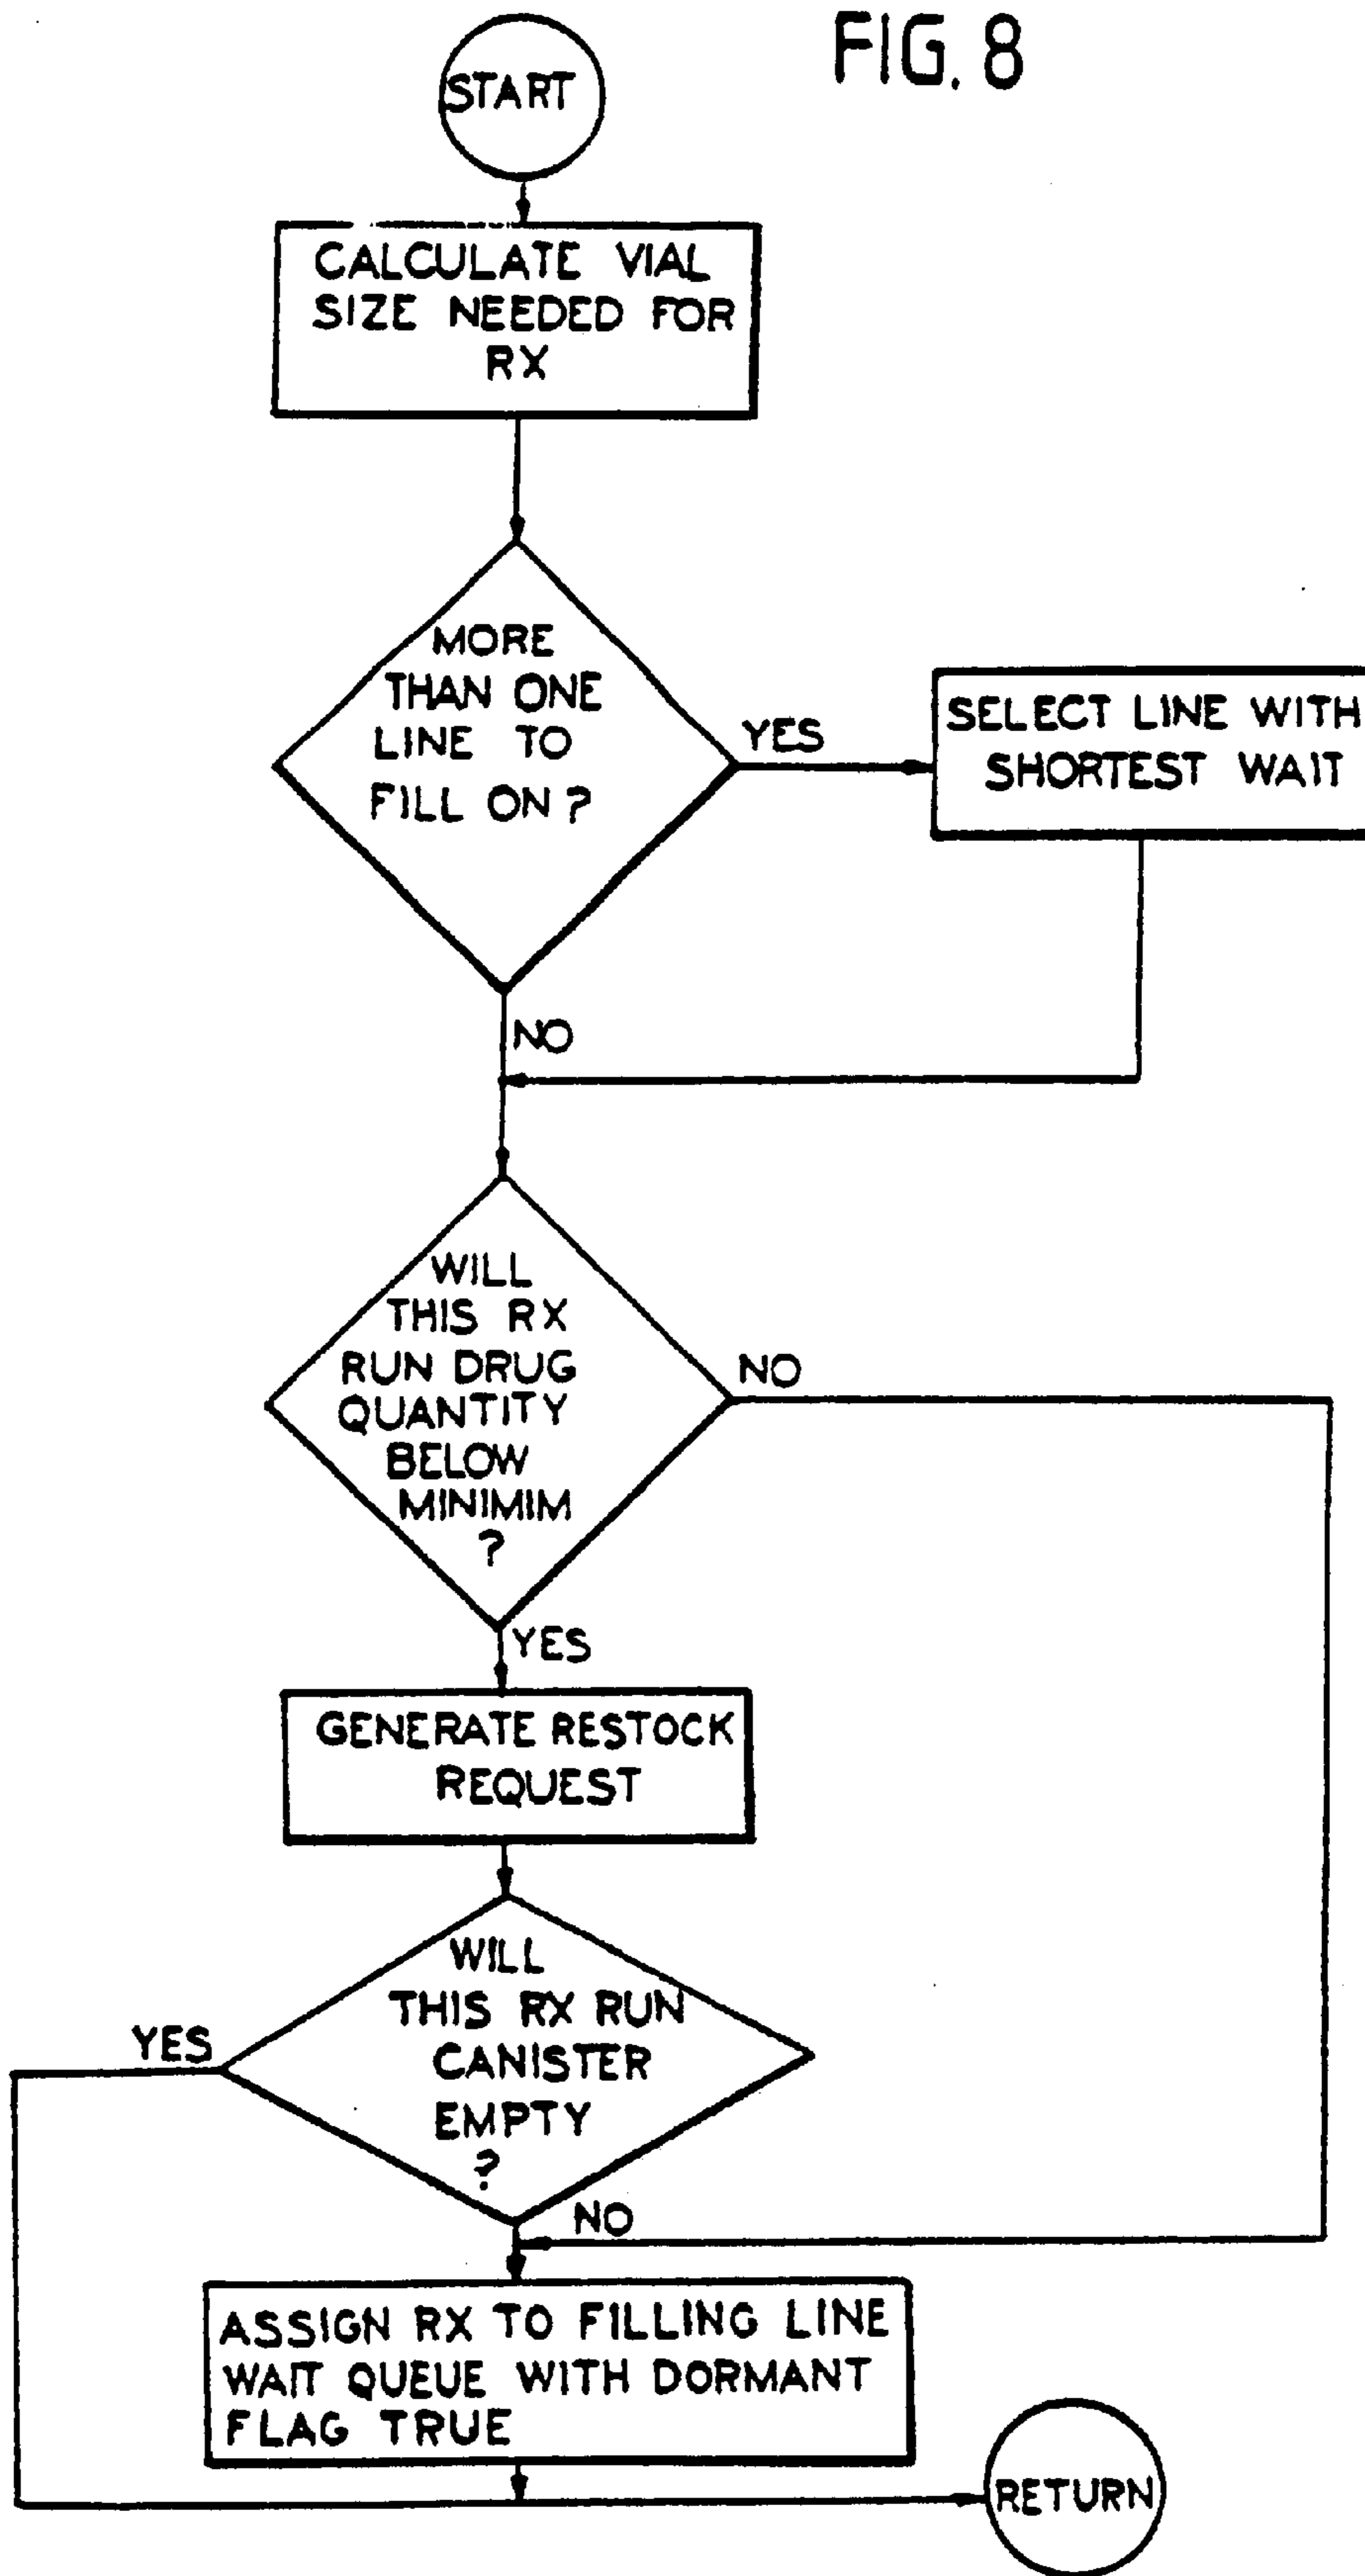 FIG. 8
START
CALCULATE VIAL
SIZE NEEDED FOR
RX
MORE
THAN ONE
LINE TO
FILL ON?
YES
SELECT LINE WITH
SHORTEST WAIT
NO
WILL
THIS RX
RUN DRUG
QUANTITY
BELOW
MINIMIM
?
NO
YES
GENERATE RESTOCK
REQUEST
WILL
THIS RX RUN
CANISTER
EMPTY
?
YES
NO
ASSIGN RX TO FILLING LINE
WAIT QUEUE WITH DORMANT
FLAG TRUE
RETURN